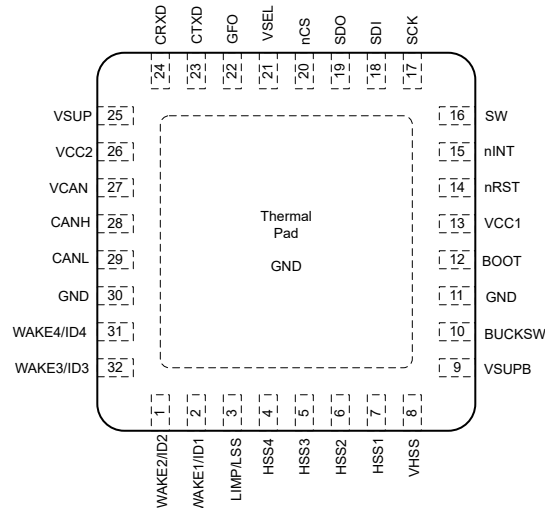 CRXD
CTXD
GFO
VSEL
nCS
SDO
SDI
SCK
24
23
22
21
20
19
18
17
VSUP 25
16 SW
VCC2 26
15 nINT
VCAN 27
14 nRST
CANH 28
13 VCC1
CANL 29
12 BOOT
GND 30
11 GND
WAKE4/ID4 31
10 BUCKSW
WAKE3/ID3 32
9 VSUPB
Thermal
Pad
GND
1
2
3
4
5
6
7
8
WAKE2/ID2
WAKE1/ID1
LIMP/LSS
HSS4
HSS3
HSS2
HSS1
VHSS